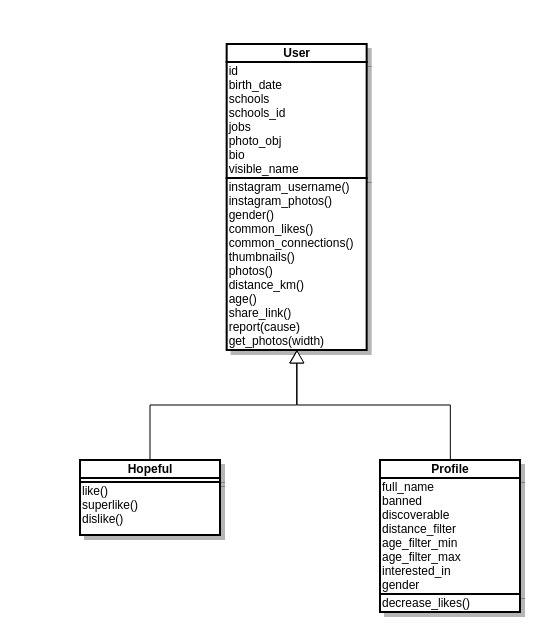 User
id
birth_date
schools
schools_id
jobs
photo_obj
bio
visible_name
instagram_username()
instagram_photos()
gender()
common_likes()
common_connections()
thumbnails()
photos()
distance_km()
age()
share_link()
report(cause)
get_photos(width)
Hopeful
like()
superlike()
dislike()
Profile
full_name
banned
discoverable
distance_filter
age_filter_min
age_filter_max
interested_in
gender
decrease_likes()